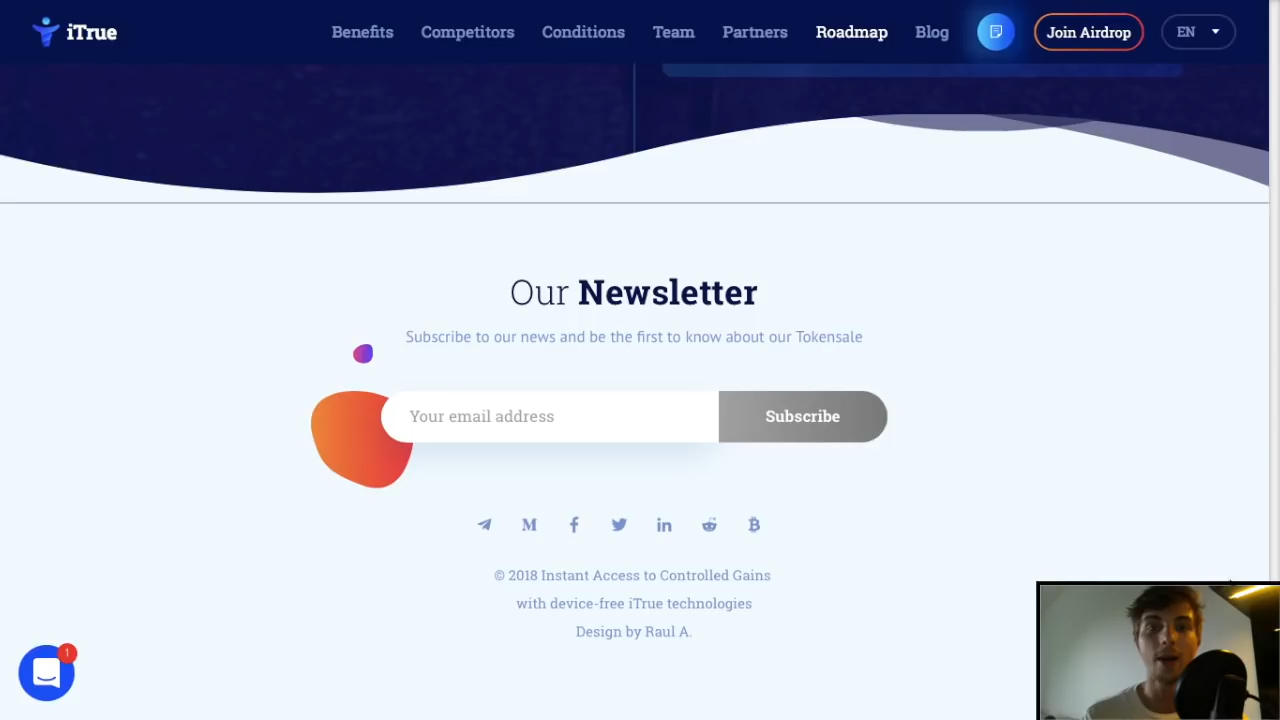 iTrue
Benefits
Competitors
Conditions
Team
Partners
Roadmap
Blog
Join Airdrop
EN
Our Newsletter
Subscribe to our news and be the first to know about our Tokensale
Your email address
Subscribe
© 2018 Instant Access to Controlled Gains
with device-free iTrue technologies
Design by Raul A.
1